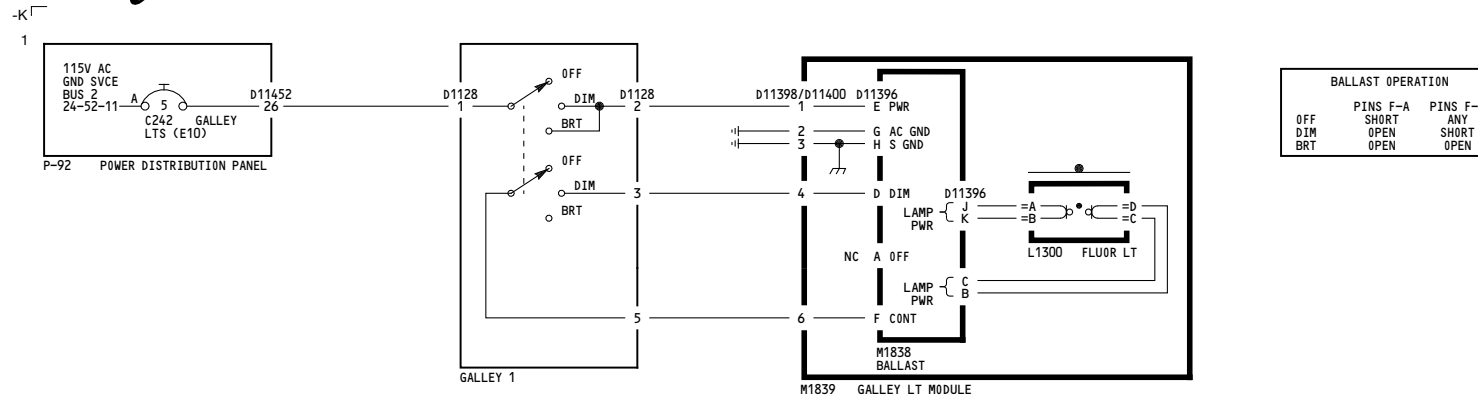 -K
1
115V AC
GND SVCE
BUS 2
24-52-11
A
5
C242 GALLEY
LTS (E10)
D11452
26
P-92 POWER DISTRIBUTION PANEL
D1128
1
OFF
DIM
BRT
OFF
DIM
BRT
D1128
2
3
5
GALLEY 1
D11398/D11400 D11396
1 E PWR
2 G AC GND
3 H S GND
4 D DIM
D11396
LAMP PWR
J
K
=A
=B
=D
=C
L1300 FLUOR LT
NC A OFF
LAMP PWR
C
B
6 F CONT
M1838
BALLAST
M1839 GALLEY LT MODULE
BALLAST OPERATION
PINS F-A PINS F-
OFF SHORT ANY
DIM OPEN SHORT
BRT OPEN OPEN